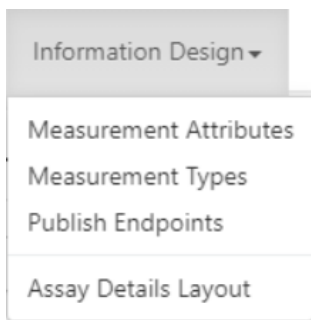 Information Design
Measurement Attributes
Measurement Types
Publish Endpoints
Assay Details Layout